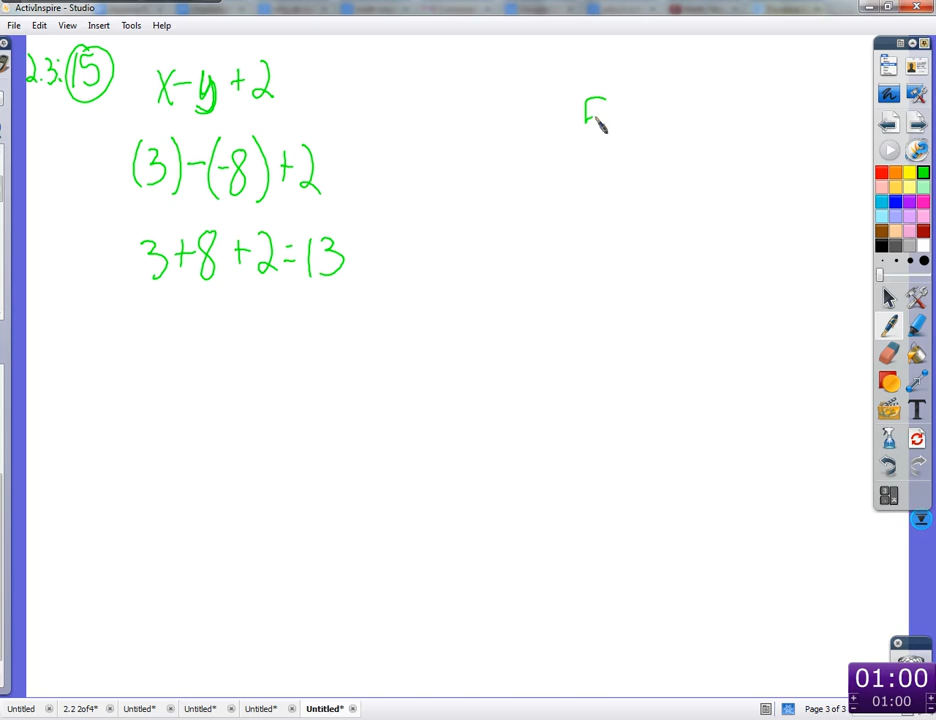 ActivInspire - Studio
File Edit View Insert Tools Help
2.3: 15
x - y + 2
(3) - (-8) + 2
3 + 8 + 2 = 13
T
01:00
01:00
Untitled 2.2 2of4* Untitled* Untitled* Untitled* Untitled* Page 3 of 3